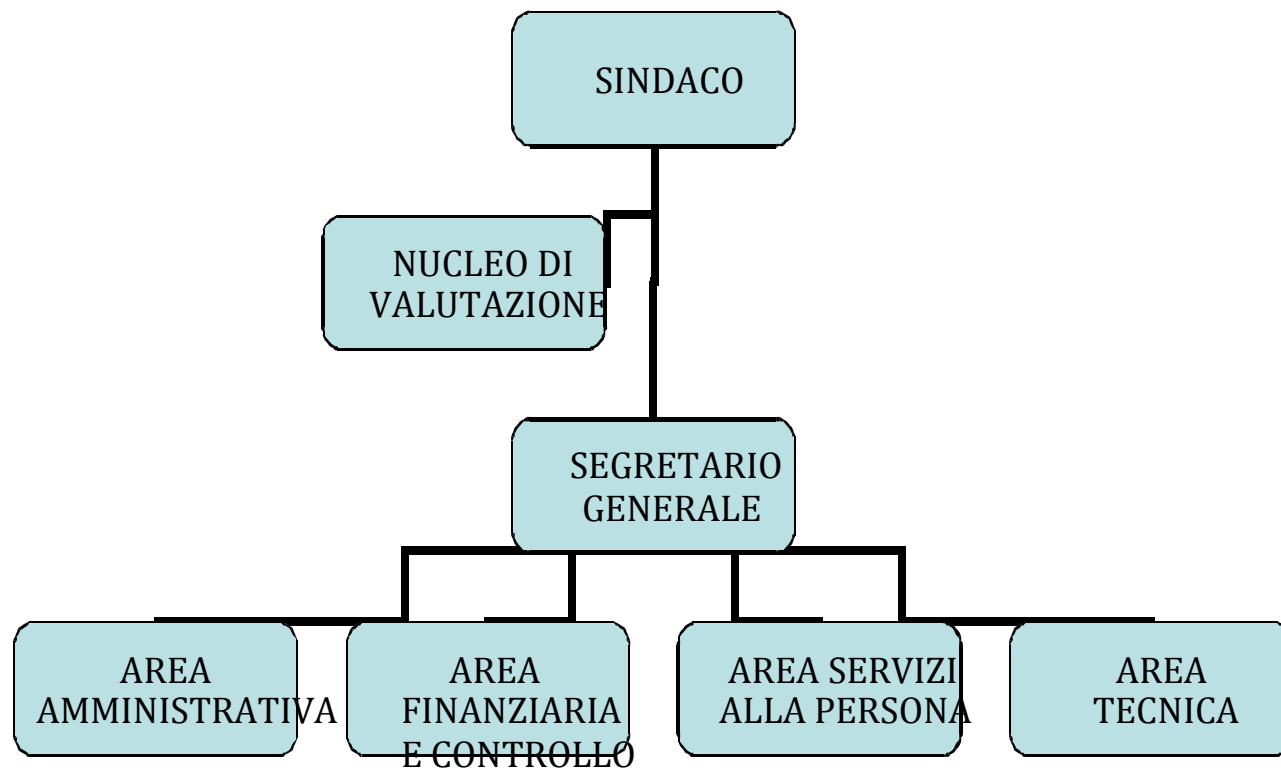 SINDACO
NUCLEO DI
VALUTAZIONE
SEGRETARIO
GENERALE
AREA
AMMINISTRATIVA
AREA
FINANZIARIA
E CONTROLLO
AREA SERVIZI
ALLA PERSONA
AREA
TECNICA